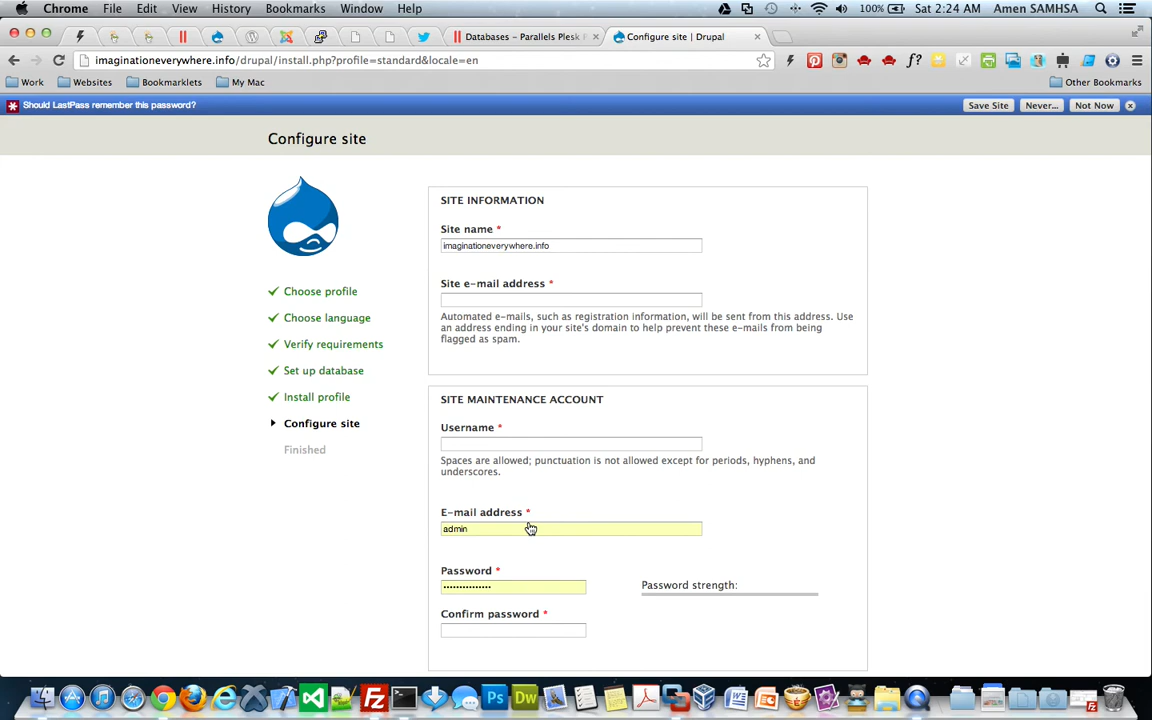 Chrome File Edit View History Bookmarks Window Help 100% Sat 2:24 AM Amen SAMHSA
Databases – Parallels Plesk P Configure site | Drupal
imaginationeverywhere.info/drupal/install.php?profile=standard&locale=en
Work Websites Bookmarklets My Mac Other Bookmarks
Should LastPass remember this password? Save Site Never... Not Now
Configure site
SITE INFORMATION
Site name *
imaginationeverywhere.info
Site e-mail address *
Automated e-mails, such as registration information, will be sent from this address. Use
an address ending in your site's domain to help prevent these e-mails from being
flagged as spam.
Choose profile
Choose language
Verify requirements
Set up database
Install profile
Configure site
Finished
SITE MAINTENANCE ACCOUNT
Username *
Spaces are allowed; punctuation is not allowed except for periods, hyphens, and
underscores.
E-mail address *
admin
Password *
Password strength:
Confirm password *
Ps Dw